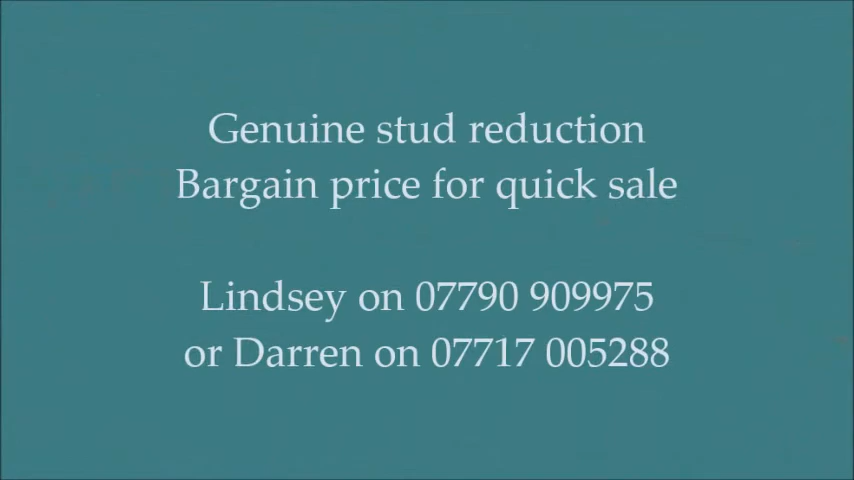 Genuine stud reduction
Bargain price for quick sale
Lindsey on 07790 909975
or Darren on 07717 005288